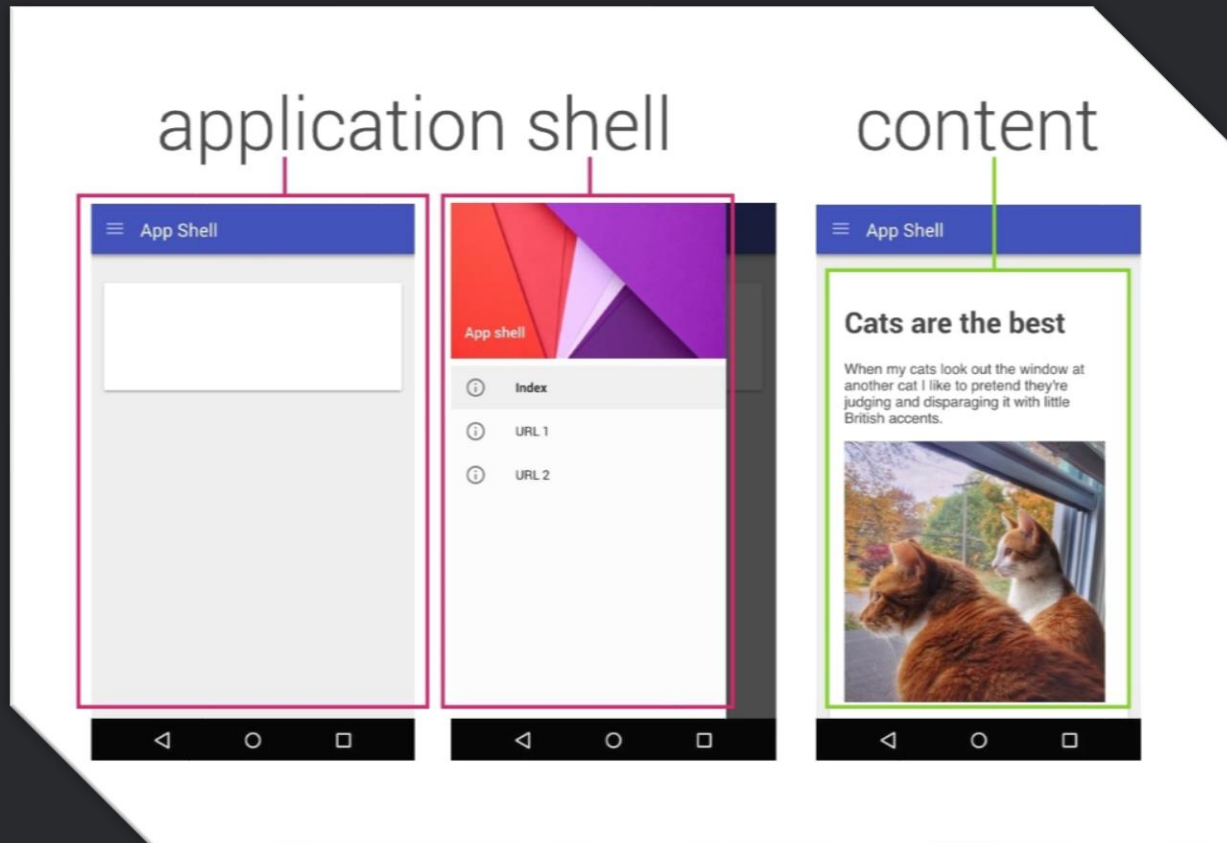 application shell
content
App Shell
App shell
Index
URL 1
URL 2
App Shell
Cats are the best
When my cats look out the window at
another cat I like to pretend they're
judging and disparaging it with little
British accents.